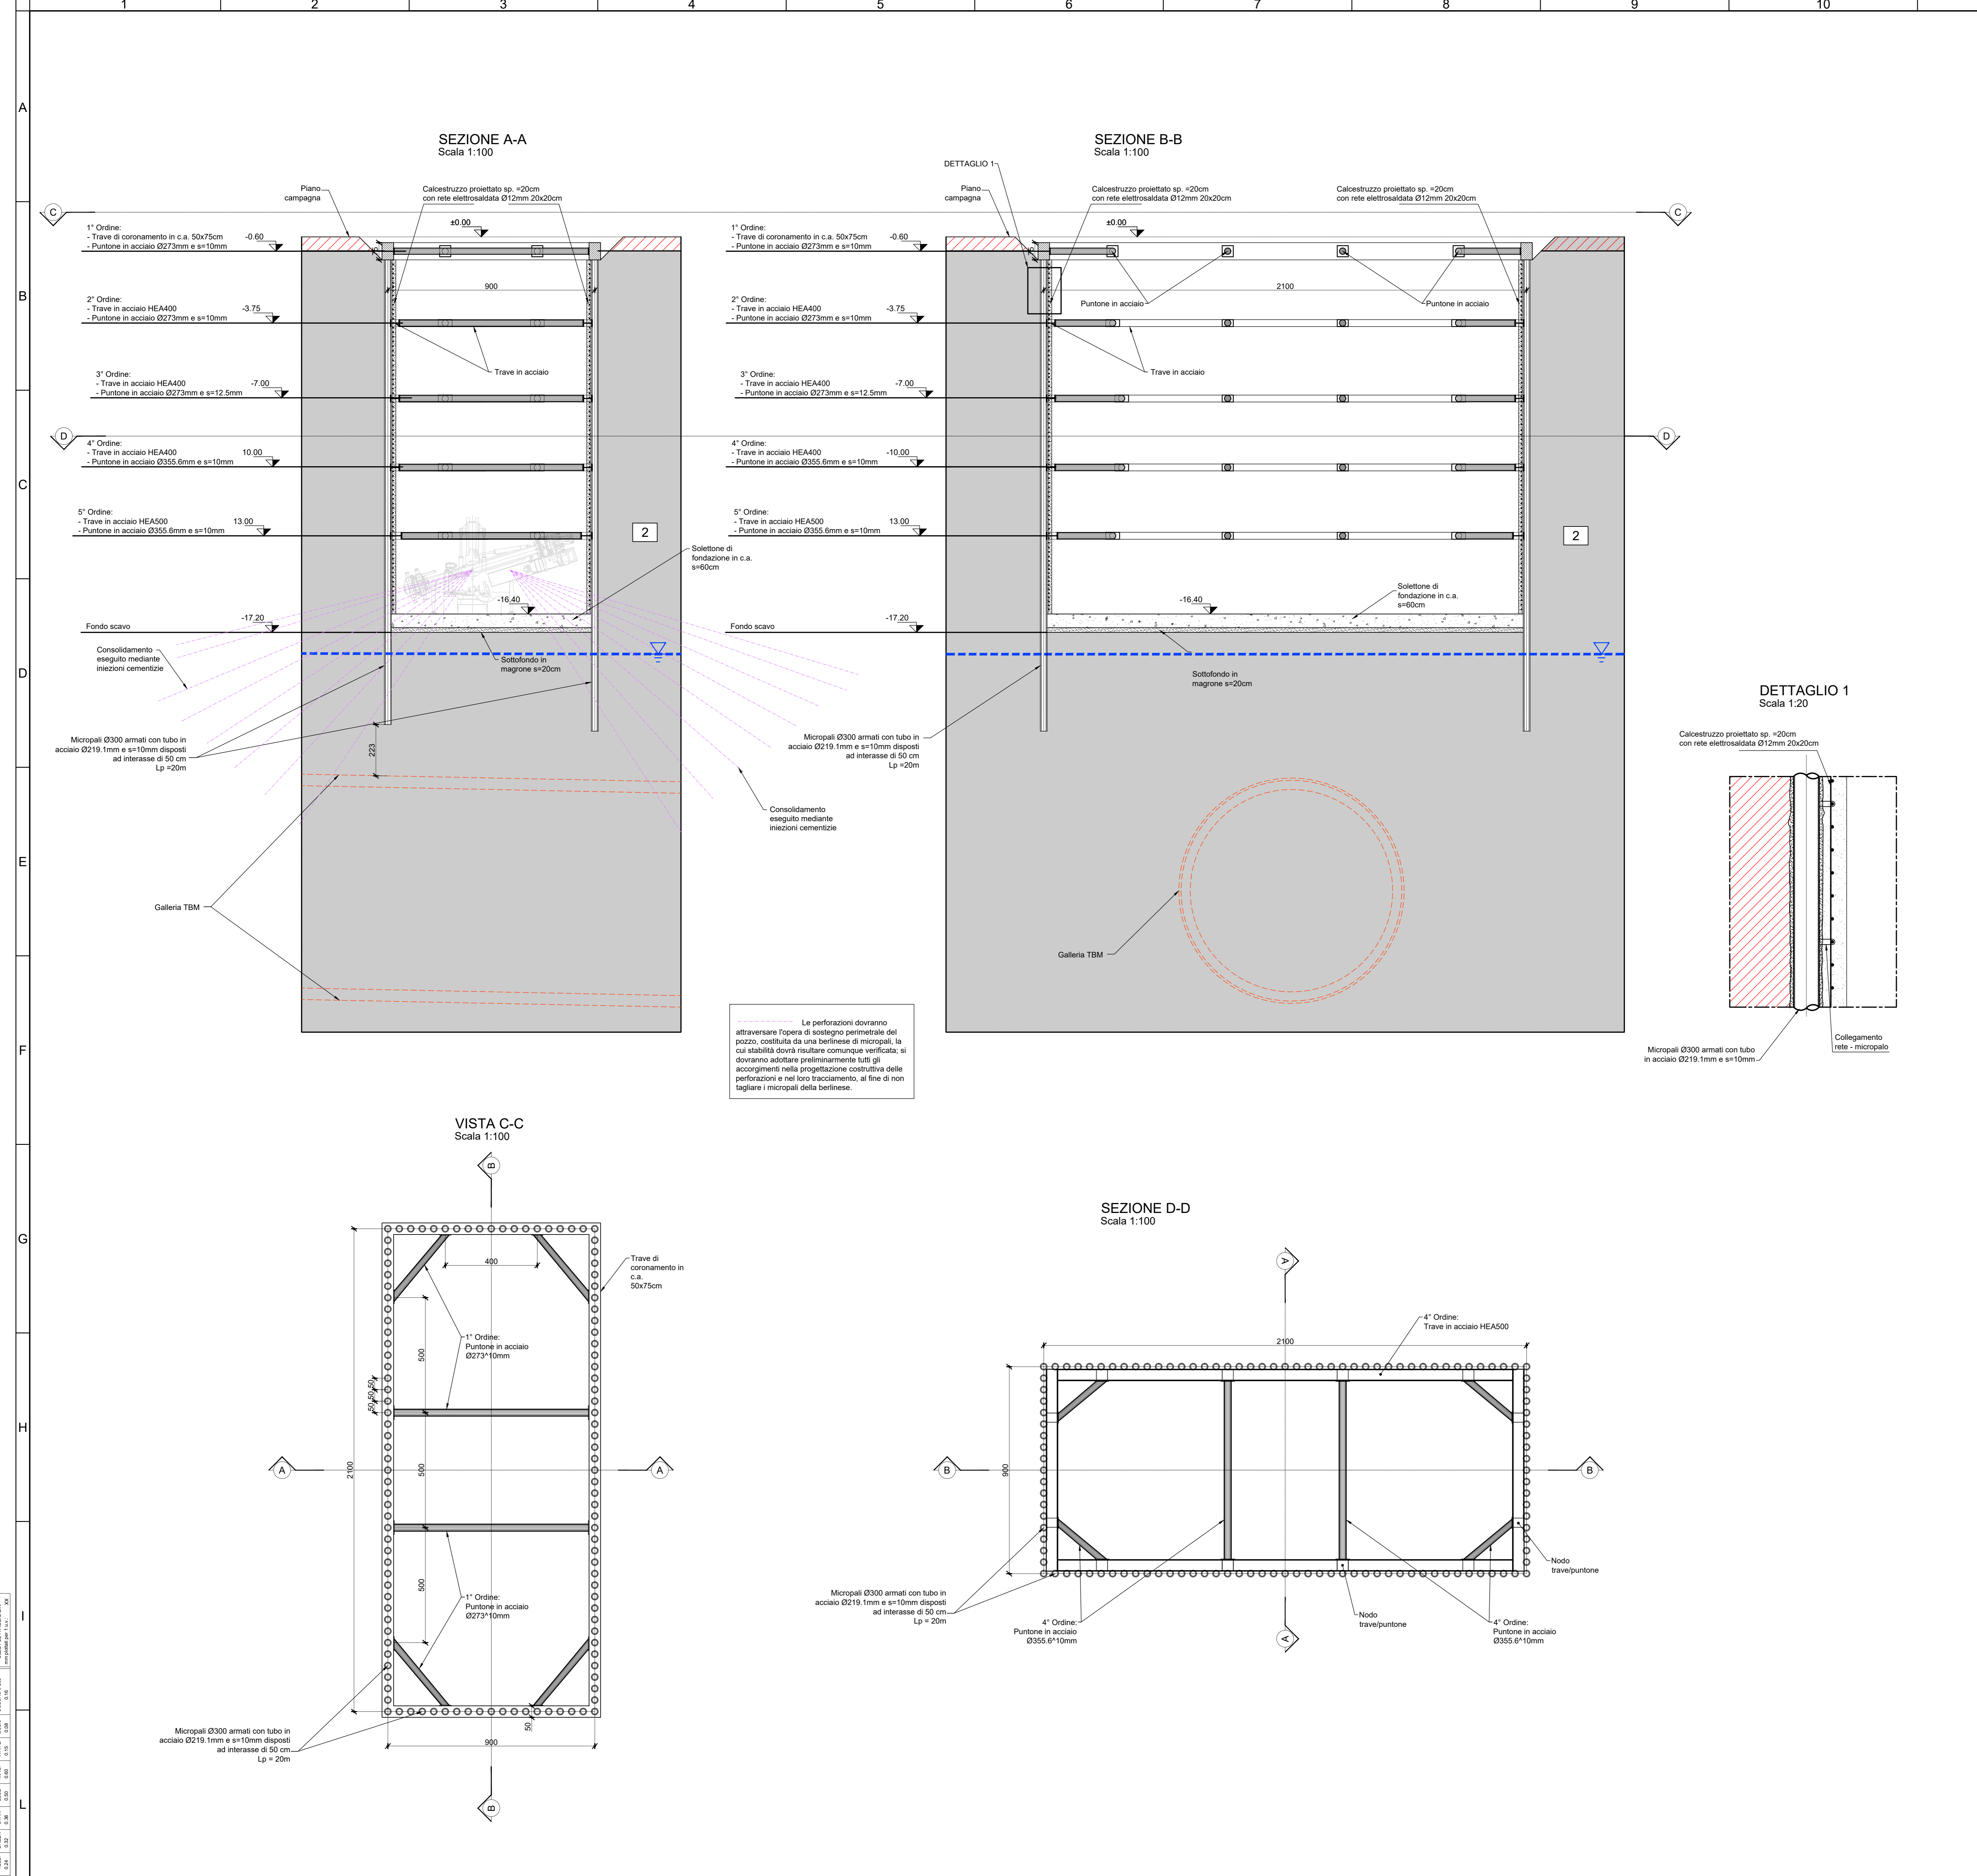 1 2 3 4 5 6 7 8 9 10
A
B
C
D
E
F
G
H
I
L
SEZIONE A-A
Scala 1:100
Piano
campagna
Calcestruzzo proiettato sp. =20cm
con rete elettrosaldata Ø12mm 20x20cm
C
±0.00
1° Ordine:
- Trave di coronamento in c.a. 50x75cm
- Puntone in acciaio Ø273mm e s=10mm
-0.60
75
900
2° Ordine:
- Trave in acciaio HEA400
- Puntone in acciaio Ø273mm e s=10mm
-3.75
Trave in acciaio
3° Ordine:
- Trave in acciaio HEA400
- Puntone in acciaio Ø273mm e s=12.5mm
-7.00
D
4° Ordine:
- Trave in acciaio HEA400
- Puntone in acciaio Ø355.6mm e s=10mm
10.00
5° Ordine:
- Trave in acciaio HEA500
- Puntone in acciaio Ø355.6mm e s=10mm
13.00
2
Solettone di
fondazione in c.a.
s=60cm
-16.40
Fondo scavo
-17.20
Consolidamento
eseguito mediante
iniezioni cementizie
Sottofondo in
magrone s=20cm
Micropali Ø300 armati con tubo in
acciaio Ø219.1mm e s=10mm disposti
ad interasse di 50 cm
Lp =20m
223
Consolidamento
eseguito mediante
iniezioni cementizie
Galleria TBM
SEZIONE B-B
Scala 1:100
DETTAGLIO 1
Piano
campagna
Calcestruzzo proiettato sp. =20cm
con rete elettrosaldata Ø12mm 20x20cm
Calcestruzzo proiettato sp. =20cm
con rete elettrosaldata Ø12mm 20x20cm
C
±0.00
1° Ordine:
- Trave di coronamento in c.a. 50x75cm
- Puntone in acciaio Ø273mm e s=10mm
-0.60
75
2100
Puntone in acciaio
Puntone in acciaio
2° Ordine:
- Trave in acciaio HEA400
- Puntone in acciaio Ø273mm e s=10mm
-3.75
Trave in acciaio
3° Ordine:
- Trave in acciaio HEA400
- Puntone in acciaio Ø273mm e s=12.5mm
-7.00
D
4° Ordine:
- Trave in acciaio HEA400
- Puntone in acciaio Ø355.6mm e s=10mm
-10.00
5° Ordine:
- Trave in acciaio HEA500
- Puntone in acciaio Ø355.6mm e s=10mm
13.00
2
Solettone di
fondazione in c.a.
s=60cm
-16.40
Fondo scavo
-17.20
Sottofondo in
magrone s=20cm
Micropali Ø300 armati con tubo in
acciaio Ø219.1mm e s=10mm disposti
ad interasse di 50 cm
Lp =20m
Galleria TBM
Le perforazioni dovranno
attraversare l'opera di sostegno perimetrale del
pozzo, costituita da una berlinese di micropali, la
cui stabilità dovrà risultare comunque verificata; si
dovranno adottare preliminarmente tutti gli
accorgimenti nella progettazione costruttiva delle
perforazioni e nel loro tracciamento, al fine di non
tagliare i micropali della berlinese.
DETTAGLIO 1
Scala 1:20
Calcestruzzo proiettato sp. =20cm
con rete elettrosaldata Ø12mm 20x20cm
Collegamento
rete - micropalo
Micropali Ø300 armati con tubo
in acciaio Ø219.1mm e s=10mm
VISTA C-C
Scala 1:100
B
400
Trave di
coronamento in
c.a.
50x75cm
1° Ordine:
Puntone in acciaio
Ø273^10mm
500
50 50 50
2100
500
A
A
500
1° Ordine:
Puntone in acciaio
Ø273^10mm
50
900
Micropali Ø300 armati con tubo in
acciaio Ø219.1mm e s=10mm disposti
ad interasse di 50 cm
Lp = 20m
B
SEZIONE D-D
Scala 1:100
A
4° Ordine:
Trave in acciaio HEA500
2100
900
B
B
Nodo
trave/puntone
Micropali Ø300 armati con tubo in
acciaio Ø219.1mm e s=10mm disposti
ad interasse di 50 cm
Lp = 20m
4° Ordine:
Puntone in acciaio
Ø355.6^10mm
Nodo
trave/puntone
4° Ordine:
Puntone in acciaio
Ø355.6^10mm
A
mm plottati per 1 u.v.: XX
0.16
0.08
0.15
0.60
0.50
0.36
0.32
0.24